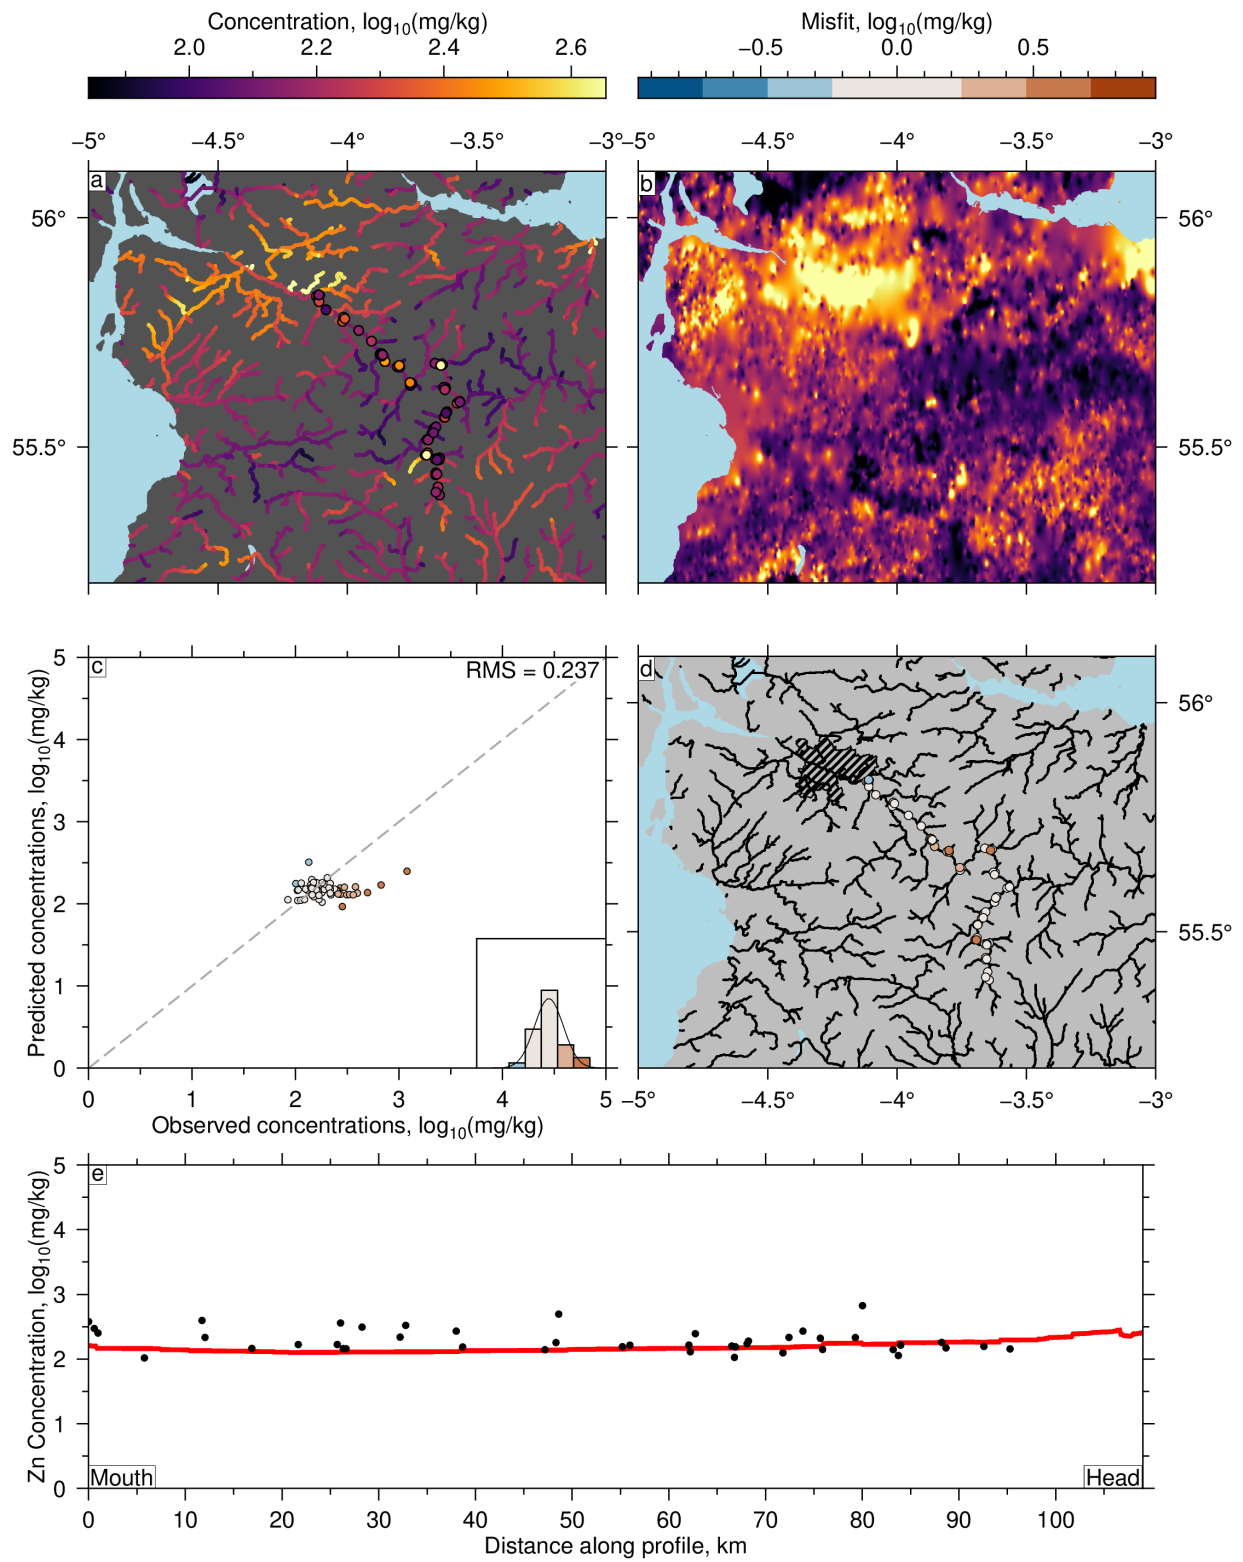 Concentration, log10(mg/kg)
Misfit, log10(mg/kg)
2.0 2.2 2.4 2.6
−0.5 0.0 0.5
−5° −4.5° −4° −3.5° −3°
−5° −4.5° −4° −3.5° −3°
a
b
56°
56°
55.5°
55.5°
c
RMS = 0.237
d
5
4
3
2
1
0
Predicted concentrations, log10(mg/kg)
56°
55.5°
0 1 2 3 4 5
−5° −4.5° −4° −3.5° −3°
Observed concentrations, log10(mg/kg)
e
5
4
3
2
1
0
Zn Concentration, log10(mg/kg)
Mouth
Head
0 10 20 30 40 50 60 70 80 90 100
Distance along profile, km